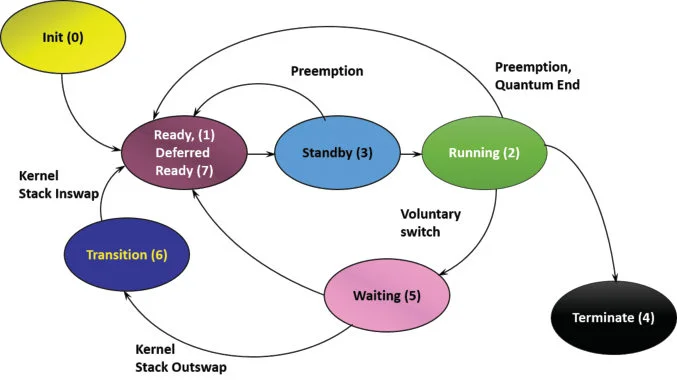 Init (0)
Preemption
Preemption,
Quantum End
Ready, (1)
Deferred
Ready (7)
Standby (3)
Running (2)
Kernel
Stack Inswap
Voluntary
switch
Transition (6)
Waiting (5)
Terminate (4)
Kernel
Stack Outswap